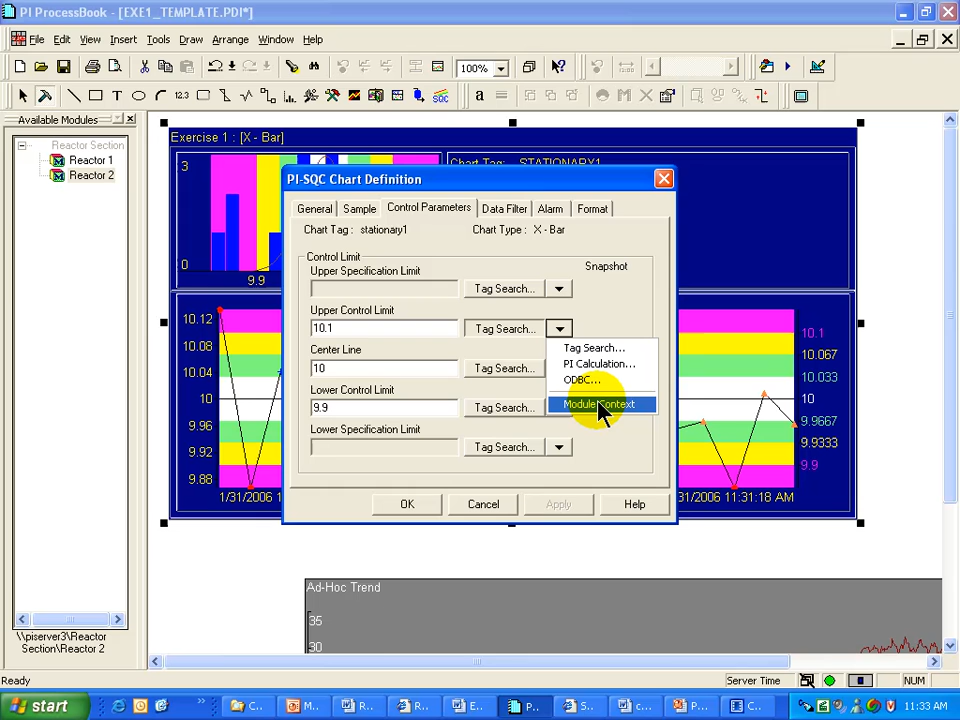 PI ProcessBook - [EXE1_TEMPLATE.PDI*]
File Edit View Insert Tools Draw Arrange Window Help
100%
T 12.3 SQC a
Available Modules
Reactor Section
Reactor 1
Reactor 2
\\piserver3\Reactor
Section\Reactor 2
Exercise 1 : [X - Bar]
Chart Tag: STATIONARY1
3
0
9.9
PI-SQC Chart Definition
General Sample Control Parameters Data Filter Alarm Format
Chart Tag : stationary1 Chart Type : X - Bar
Control Limit
Snapshot
Upper Specification Limit
Tag Search...
Upper Control Limit
10.1 Tag Search...
Center Line
10 Tag Search...
Lower Control Limit
9.9 Tag Search...
Lower Specification Limit
Tag Search...
Tag Search...
PI Calculation...
ODBC...
Module Context
OK Cancel Apply Help
10.12
10.08
10.04
10
9.96
9.92
9.88
10.1
10.067
10.033
10
9.9667
9.9333
9.9
1/31/2006 11:31:18 AM
Ad-Hoc Trend
35
30
Ready Server Time NUM
start C... M... R... R... E... P... S... c... P... C... 11:33 AM